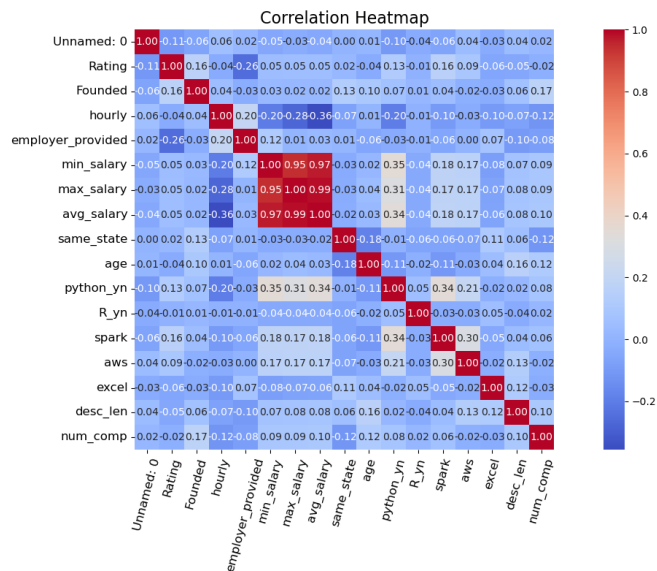 Correlation Heatmap
Unnamed: 0 1.00 -0.11 -0.06 0.06 0.02 -0.05 -0.03 -0.04 0.00 0.01 -0.10 -0.04 -0.06 0.04 -0.03 0.04 0.02
Rating -0.11 1.00 0.16 -0.04 -0.26 0.05 0.05 0.05 0.02 -0.04 0.13 -0.01 0.16 0.09 -0.06 -0.05 -0.02
Founded -0.06 0.16 1.00 0.04 -0.03 0.03 0.02 0.02 0.13 0.10 0.07 0.01 0.04 -0.02 -0.03 0.06 0.17
hourly 0.06 -0.04 0.04 1.00 0.20 -0.20 -0.28 -0.36 -0.07 0.01 -0.20 -0.01 -0.10 -0.03 -0.10 -0.07 -0.12
employer_provided 0.02 -0.26 -0.03 0.20 1.00 0.12 0.01 0.03 0.01 -0.06 -0.03 -0.01 -0.06 0.00 0.07 -0.10 -0.08
min_salary -0.05 0.05 0.03 -0.20 0.12 1.00 0.95 0.97 -0.03 0.02 0.35 -0.04 0.18 0.17 -0.08 0.07 0.09
max_salary -0.03 0.05 0.02 -0.28 0.01 0.95 1.00 0.99 -0.03 0.04 0.31 -0.04 0.17 0.17 -0.07 0.08 0.09
avg_salary -0.04 0.05 0.02 -0.36 0.03 0.97 0.99 1.00 -0.02 0.03 0.34 -0.04 0.18 0.17 -0.06 0.08 0.10
same_state 0.00 0.02 0.13 -0.07 0.01 -0.03 -0.03 -0.02 1.00 -0.18 -0.01 -0.06 -0.06 -0.07 0.11 0.06 -0.12
age 0.01 -0.04 0.10 0.01 -0.06 0.02 0.04 0.03 -0.18 1.00 -0.11 -0.02 -0.11 -0.03 0.04 0.16 0.12
python_yn -0.10 0.13 0.07 -0.20 -0.03 0.35 0.31 0.34 -0.01 -0.11 1.00 0.05 0.34 0.21 -0.02 0.02 0.08
R_yn -0.04 -0.01 0.01 -0.01 -0.01 -0.04 -0.04 -0.04 -0.06 -0.02 0.05 1.00 -0.03 -0.03 0.05 -0.04 0.02
spark -0.06 0.16 0.04 -0.10 -0.06 0.18 0.17 0.18 -0.06 -0.11 0.34 -0.03 1.00 0.30 -0.05 0.04 0.06
aws 0.04 0.09 -0.02 -0.03 0.00 0.17 0.17 0.17 -0.07 -0.03 0.21 -0.03 0.30 1.00 -0.02 0.13 -0.02
excel -0.03 -0.06 -0.03 -0.10 0.07 -0.08 -0.07 -0.06 0.11 0.04 -0.02 0.05 -0.05 -0.02 1.00 0.12 -0.03
desc_len 0.04 -0.05 0.06 -0.07 -0.10 0.07 0.08 0.08 0.06 0.16 0.02 -0.04 0.04 0.13 0.12 1.00 0.10
num_comp 0.02 -0.02 0.17 -0.12 -0.08 0.09 0.09 0.10 -0.12 0.12 0.08 0.02 0.06 -0.02 -0.03 0.10 1.00
Unnamed: 0
Rating
Founded
hourly
employer_provided
min_salary
max_salary
avg_salary
same_state
age
python_yn
R_yn
spark
aws
excel
desc_len
num_comp
1.0
0.8
0.6
0.4
0.2
0.0
−0.2